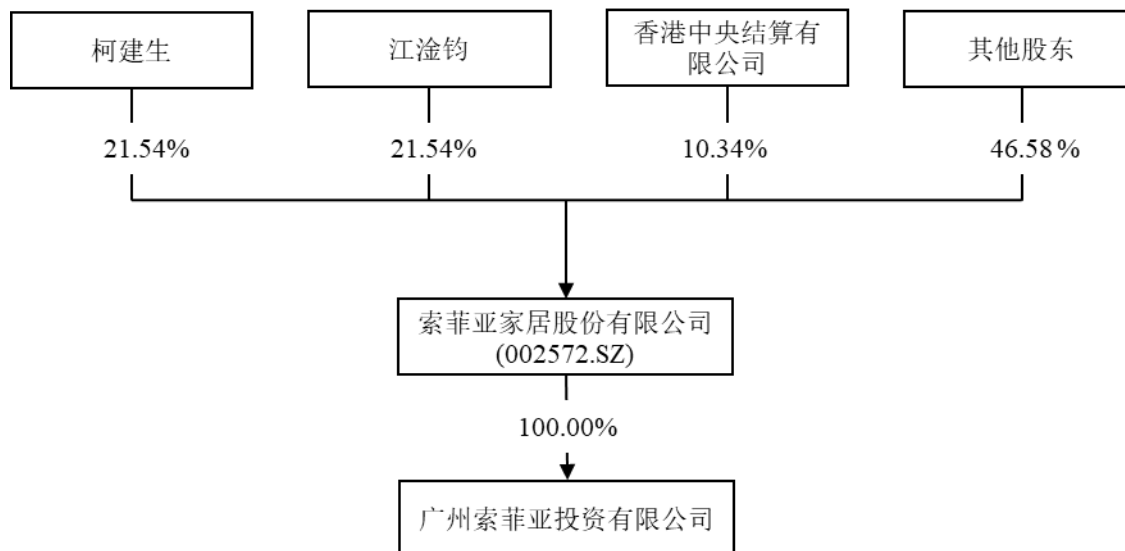 柯建生
江淦钧
香港中央结算有
限公司
其他股东
21.54%
21.54%
10.34%
46.58%
索菲亚家居股份有限公司
(002572.SZ)
100.00%
广州索菲亚投资有限公司